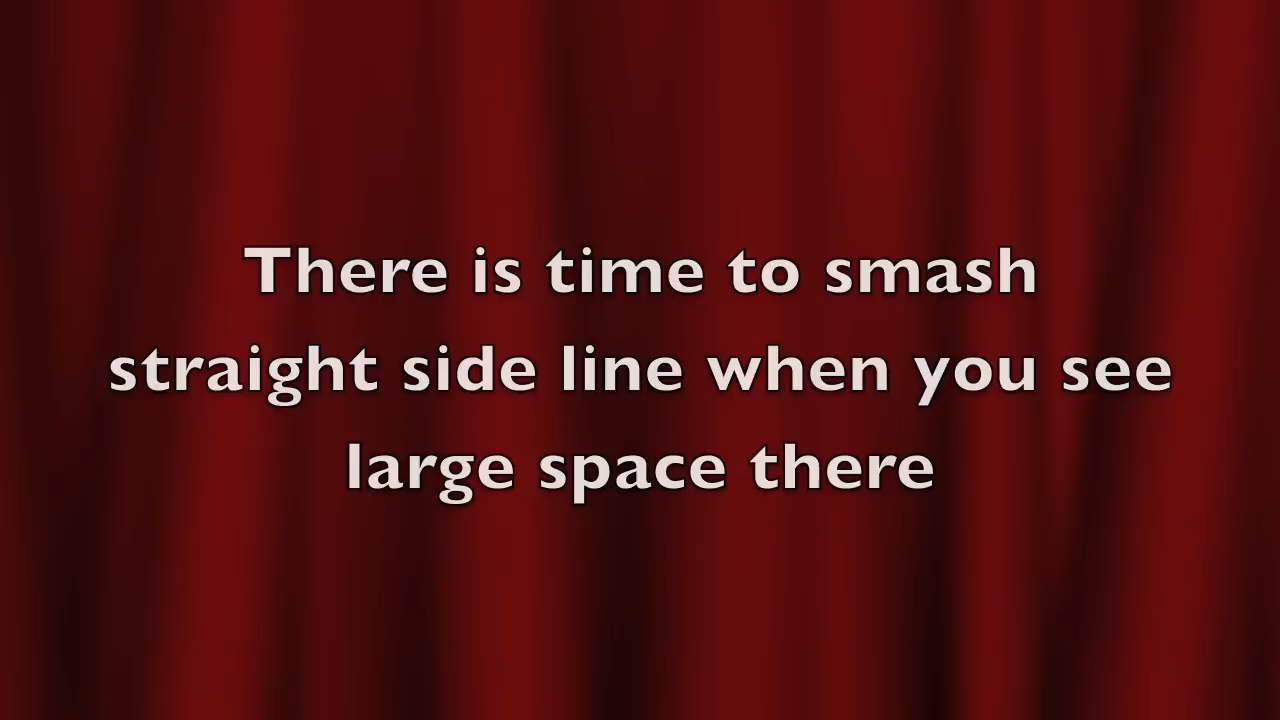 There is time to smash
straight side line when you see
large space there